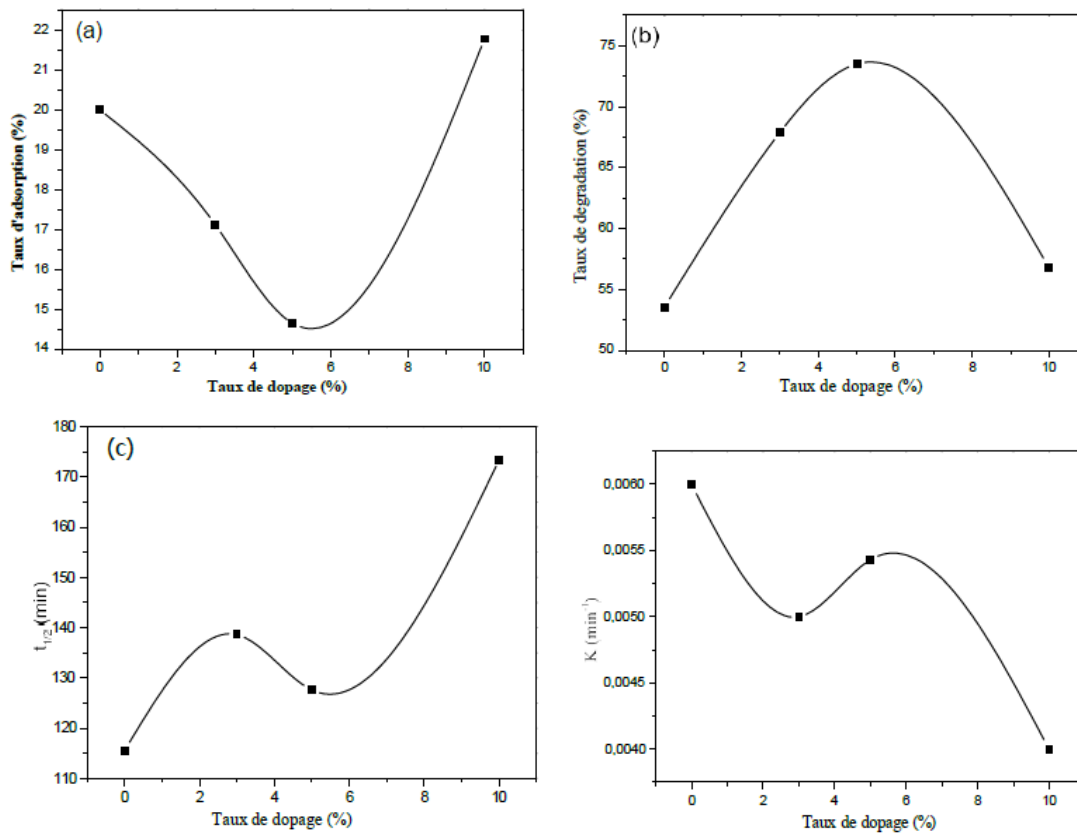 (a)
Taux d'adsorption (%)
22
21
20
19
18
17
16
15
14
0 2 4 6 8 10
Taux de dopage (%)
(b)
Taux de degradation (%)
75
70
65
60
55
50
0 2 4 6 8 10
Taux de dopage (%)
(c)
t1/2 (min)
180
170
160
150
140
130
120
110
0 2 4 6 8 10
Taux de dopage (%)
K (min-1)
0,0060
0,0055
0,0050
0,0045
0,0040
0 2 4 6 8 10
Taux de dopage (%)